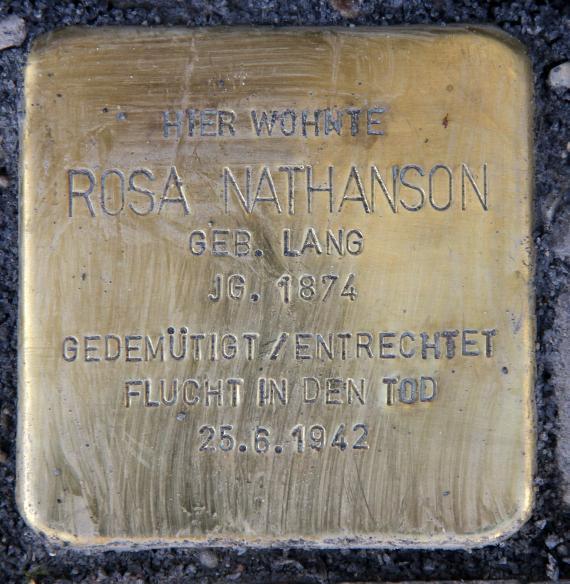 HIER WOHNTE
ROSA NATHANSON
GEB. LANG
JG. 1874
GEDEMÜTIGT / ENTRECHTET
FLUCHT IN DEN TOD
25.6.1942